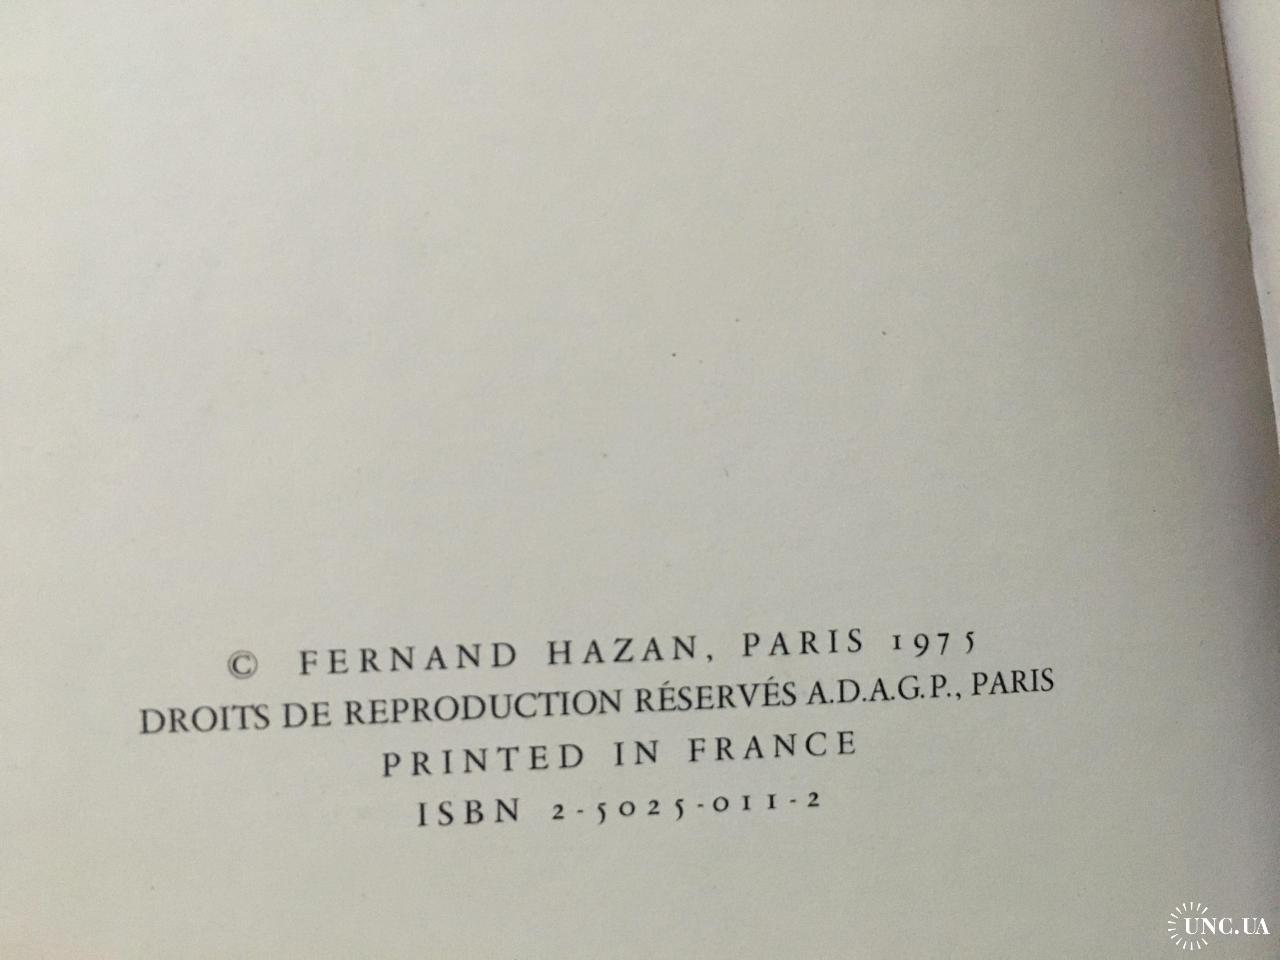 © FERNAND HAZAN, PARIS 1975
DROITS DE REPRODUCTION RÉSERVÉS A.D.A.G.P., PARIS
PRINTED IN FRANCE
ISBN 2-5025-011-2
UNC.UA